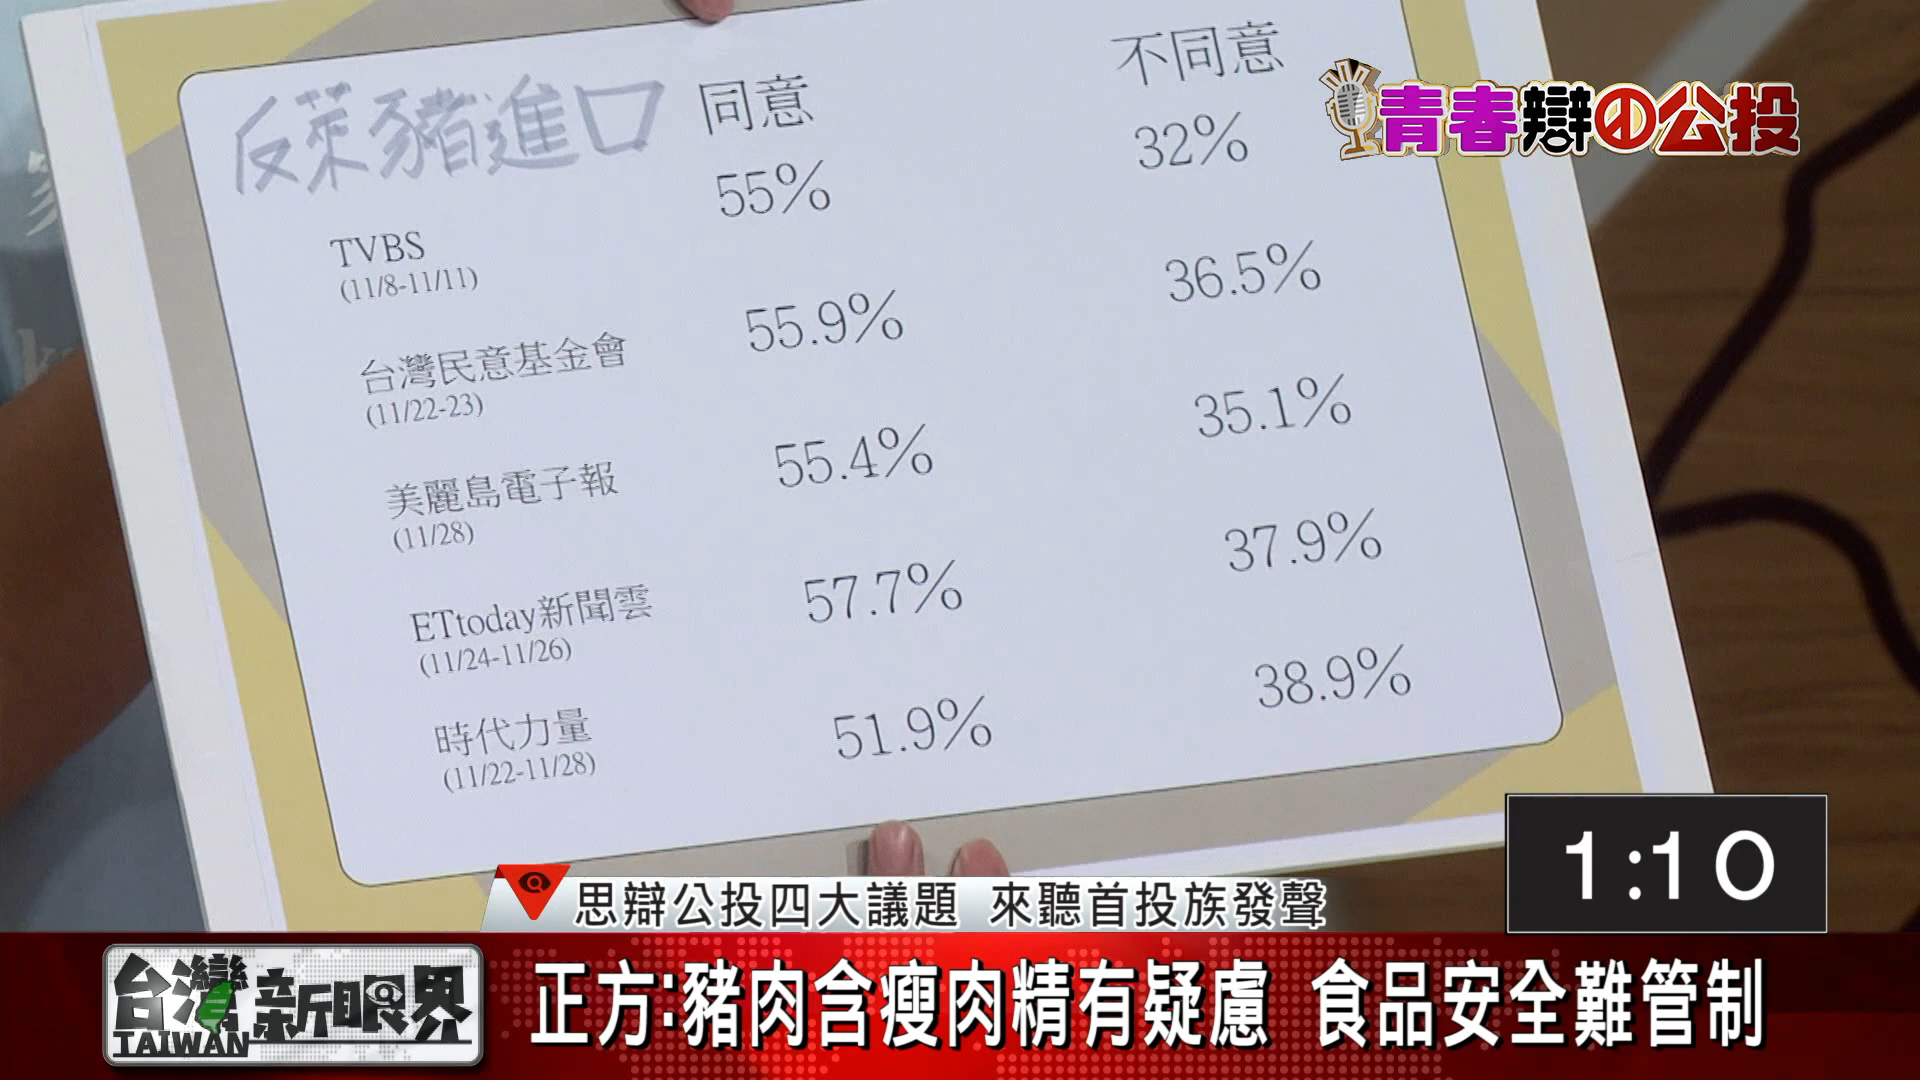 反萊豬進口 同意 不同意
55% 32%
TVBS
(11/8-11/11)
55.9% 36.5%
台灣民意基金會
(11/22-23)
55.4% 35.1%
美麗島電子報
(11/28)
57.7% 37.9%
ETtoday新聞雲
(11/24-11/26)
51.9% 38.9%
時代力量
(11/22-11/28)
青春辯の公投
1:10
思辯公投四大議題 來聽首投族發聲
台灣新眼界
TAIWAN
正方:豬肉含瘦肉精有疑慮 食品安全難管制